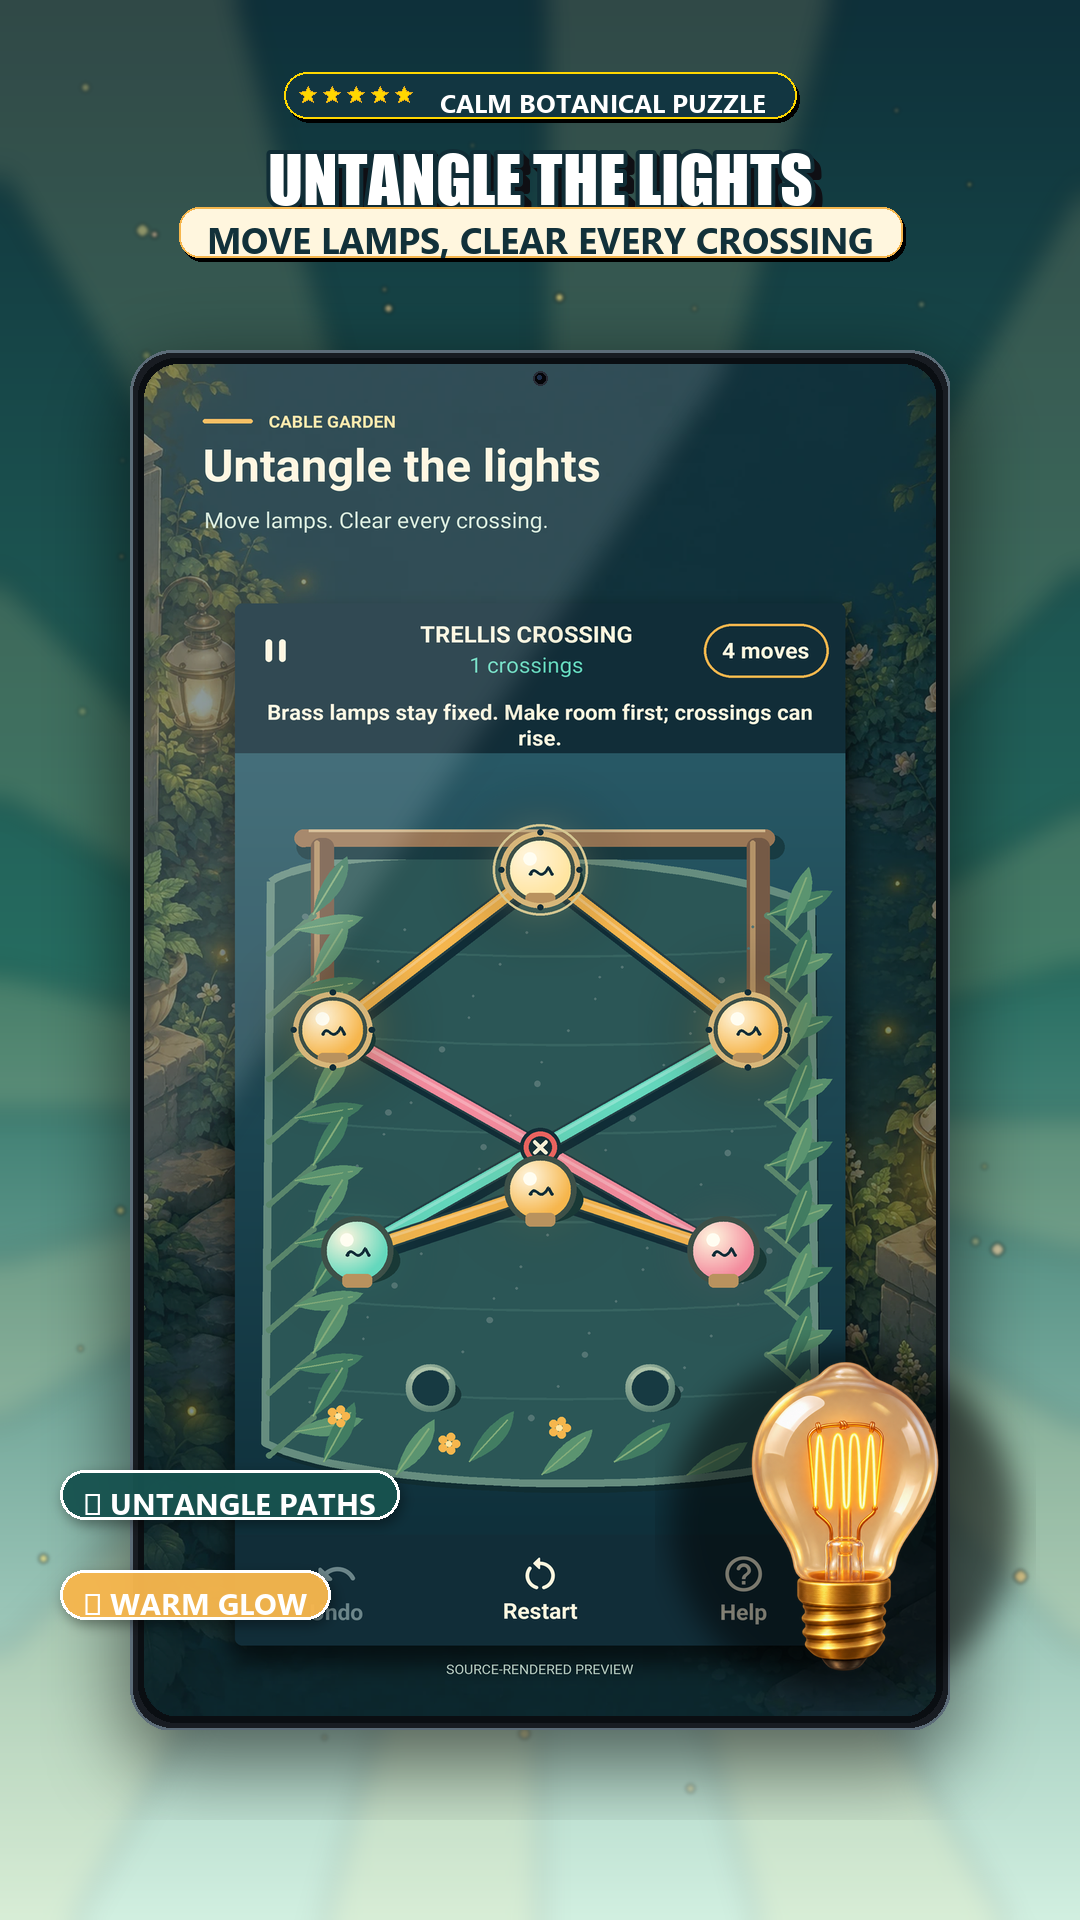 ★★★★★ CALM BOTANICAL PUZZLE
UNTANGLE THE LIGHTS
MOVE LAMPS, CLEAR EVERY CROSSING
CABLE GARDEN
Untangle the lights
Move lamps. Clear every crossing.
TRELLIS CROSSING
1 crossings
4 moves
Brass lamps stay fixed. Make room first; crossings can
rise.
UNTANGLE PATHS
WARM GLOW
ndo
Restart
Help
SOURCE-RENDERED PREVIEW